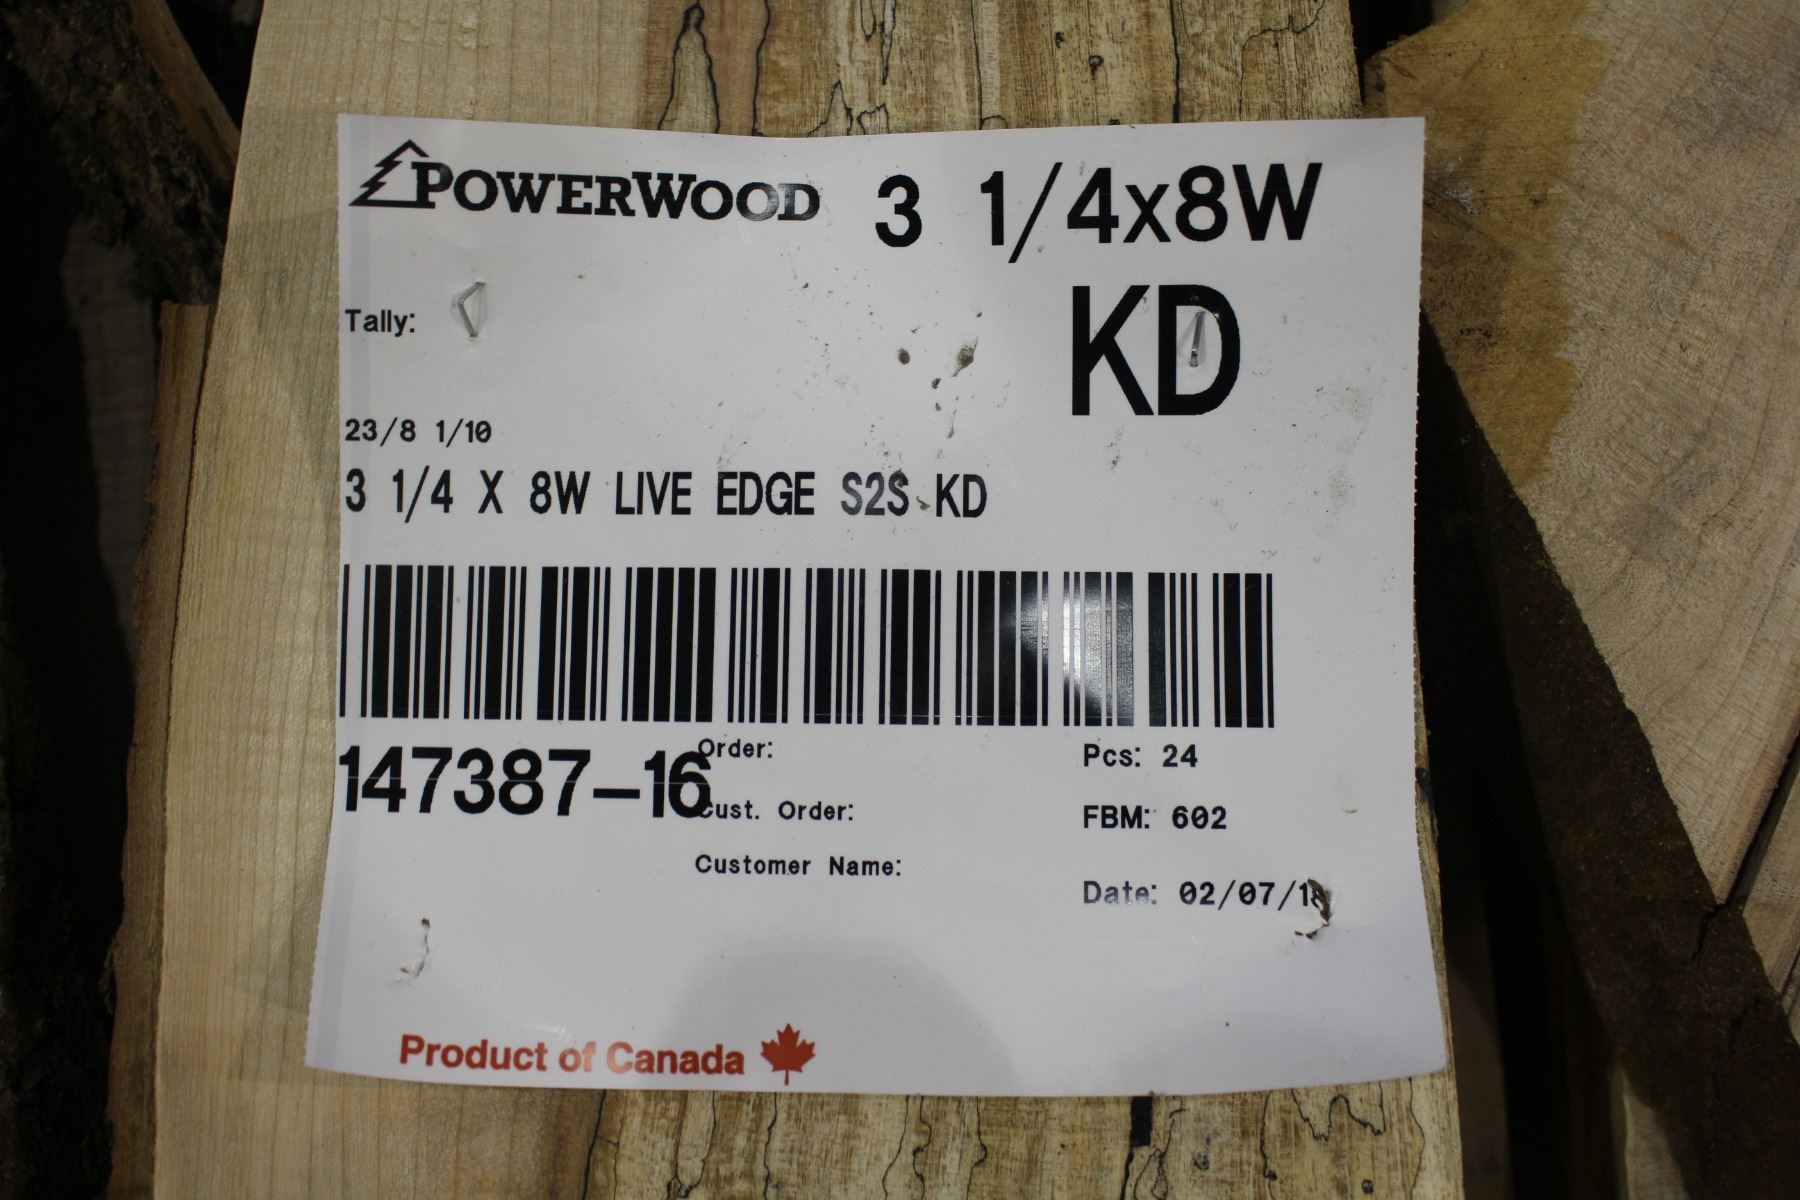 POWERWOOD 3 1/4x8W
KD
Tally:
23/8 1/10
3 1/4 X 8W LIVE EDGE S2S KD
147387-16
Order:
Pcs: 24
Cust. Order:
FBM: 602
Customer Name:
Date:
Product of Canada